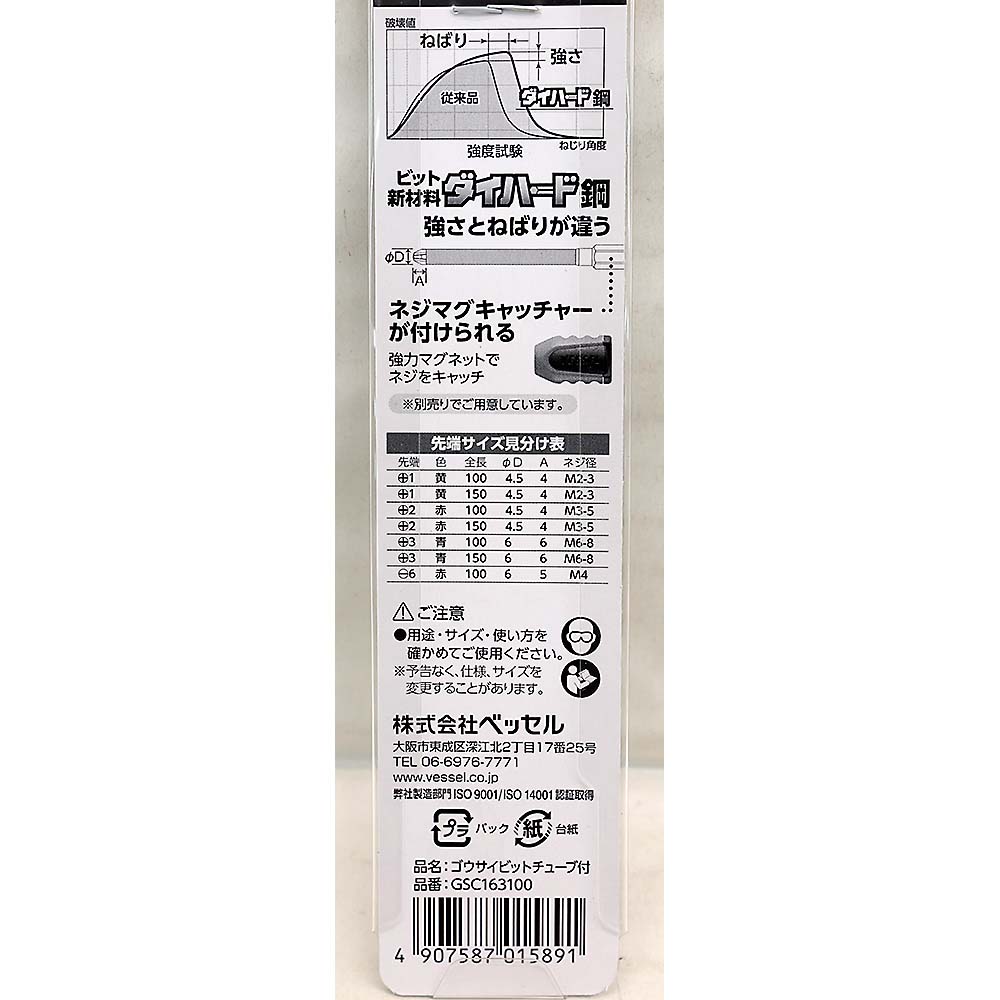 破壊値
ねばり
強さ
従来品
ダイハード鋼
ねじり角度
強度試験
ビット
新材料 ダイハード鋼
強さとねばりが違う
φD
A
ネジマグキャッチャー
が付けられる
強力マグネットで
ネジをキャッチ
※別売りでご用意しています。
先端サイズ見分け表
先端 色 全長 φD A ネジ径
⊕1 黄 100 4.5 4 M2-3
⊕1 黄 150 4.5 4 M2-3
⊕2 赤 100 4.5 4 M3-5
⊕2 赤 150 4.5 4 M3-5
⊕3 青 100 6 6 M6-8
⊕3 青 150 6 6 M6-8
⊖6 赤 100 6 5 M4
⚠ご注意
●用途・サイズ・使い方を
確かめてご使用ください。
※予告なく、仕様、サイズを
変更することがあります。
株式会社ベッセル
大阪市東成区深江北2丁目17番25号
TEL 06-6976-7771
www.vessel.co.jp
弊社製造部門 ISO 9001/ISO 14001 認証取得
プラ パック 紙 台紙
品名:ゴウサイビットチューブ付
品番:GSC163100
4 907587 015891